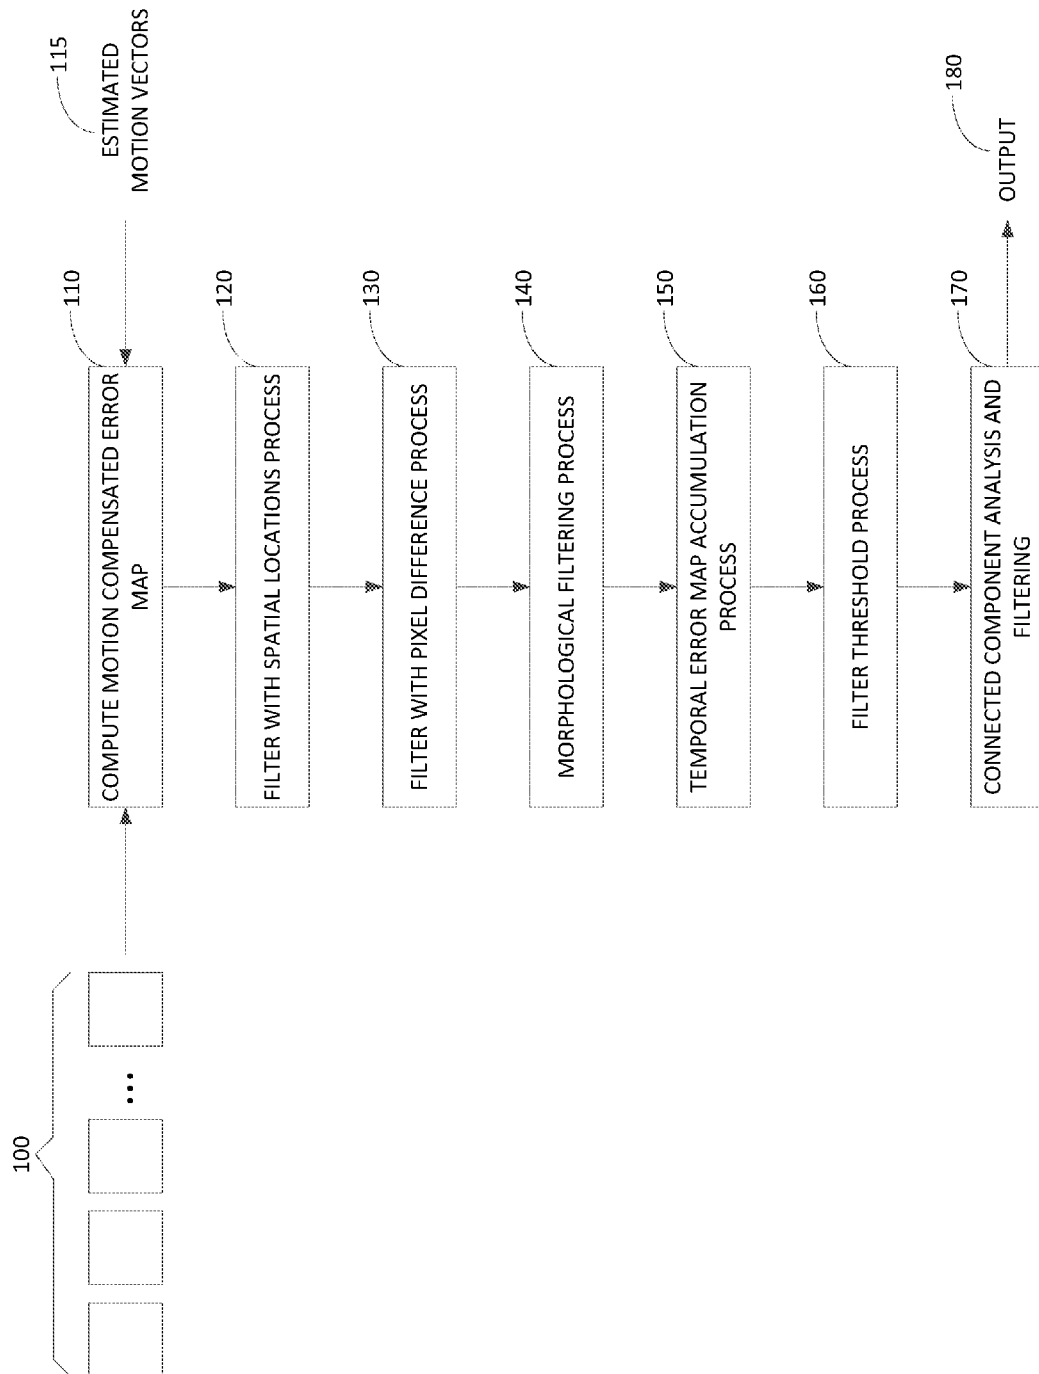 100
115
ESTIMATED
MOTION VECTORS
110
COMPUTE MOTION COMPENSATED ERROR
MAP
120
FILTER WITH SPATIAL LOCATIONS PROCESS
130
FILTER WITH PIXEL DIFFERENCE PROCESS
140
MORPHOLOGICAL FILTERING PROCESS
150
TEMPORAL ERROR MAP ACCUMULATION
PROCESS
160
FILTER THRESHOLD PROCESS
170
CONNECTED COMPONENT ANALYSIS AND
FILTERING
180
OUTPUT